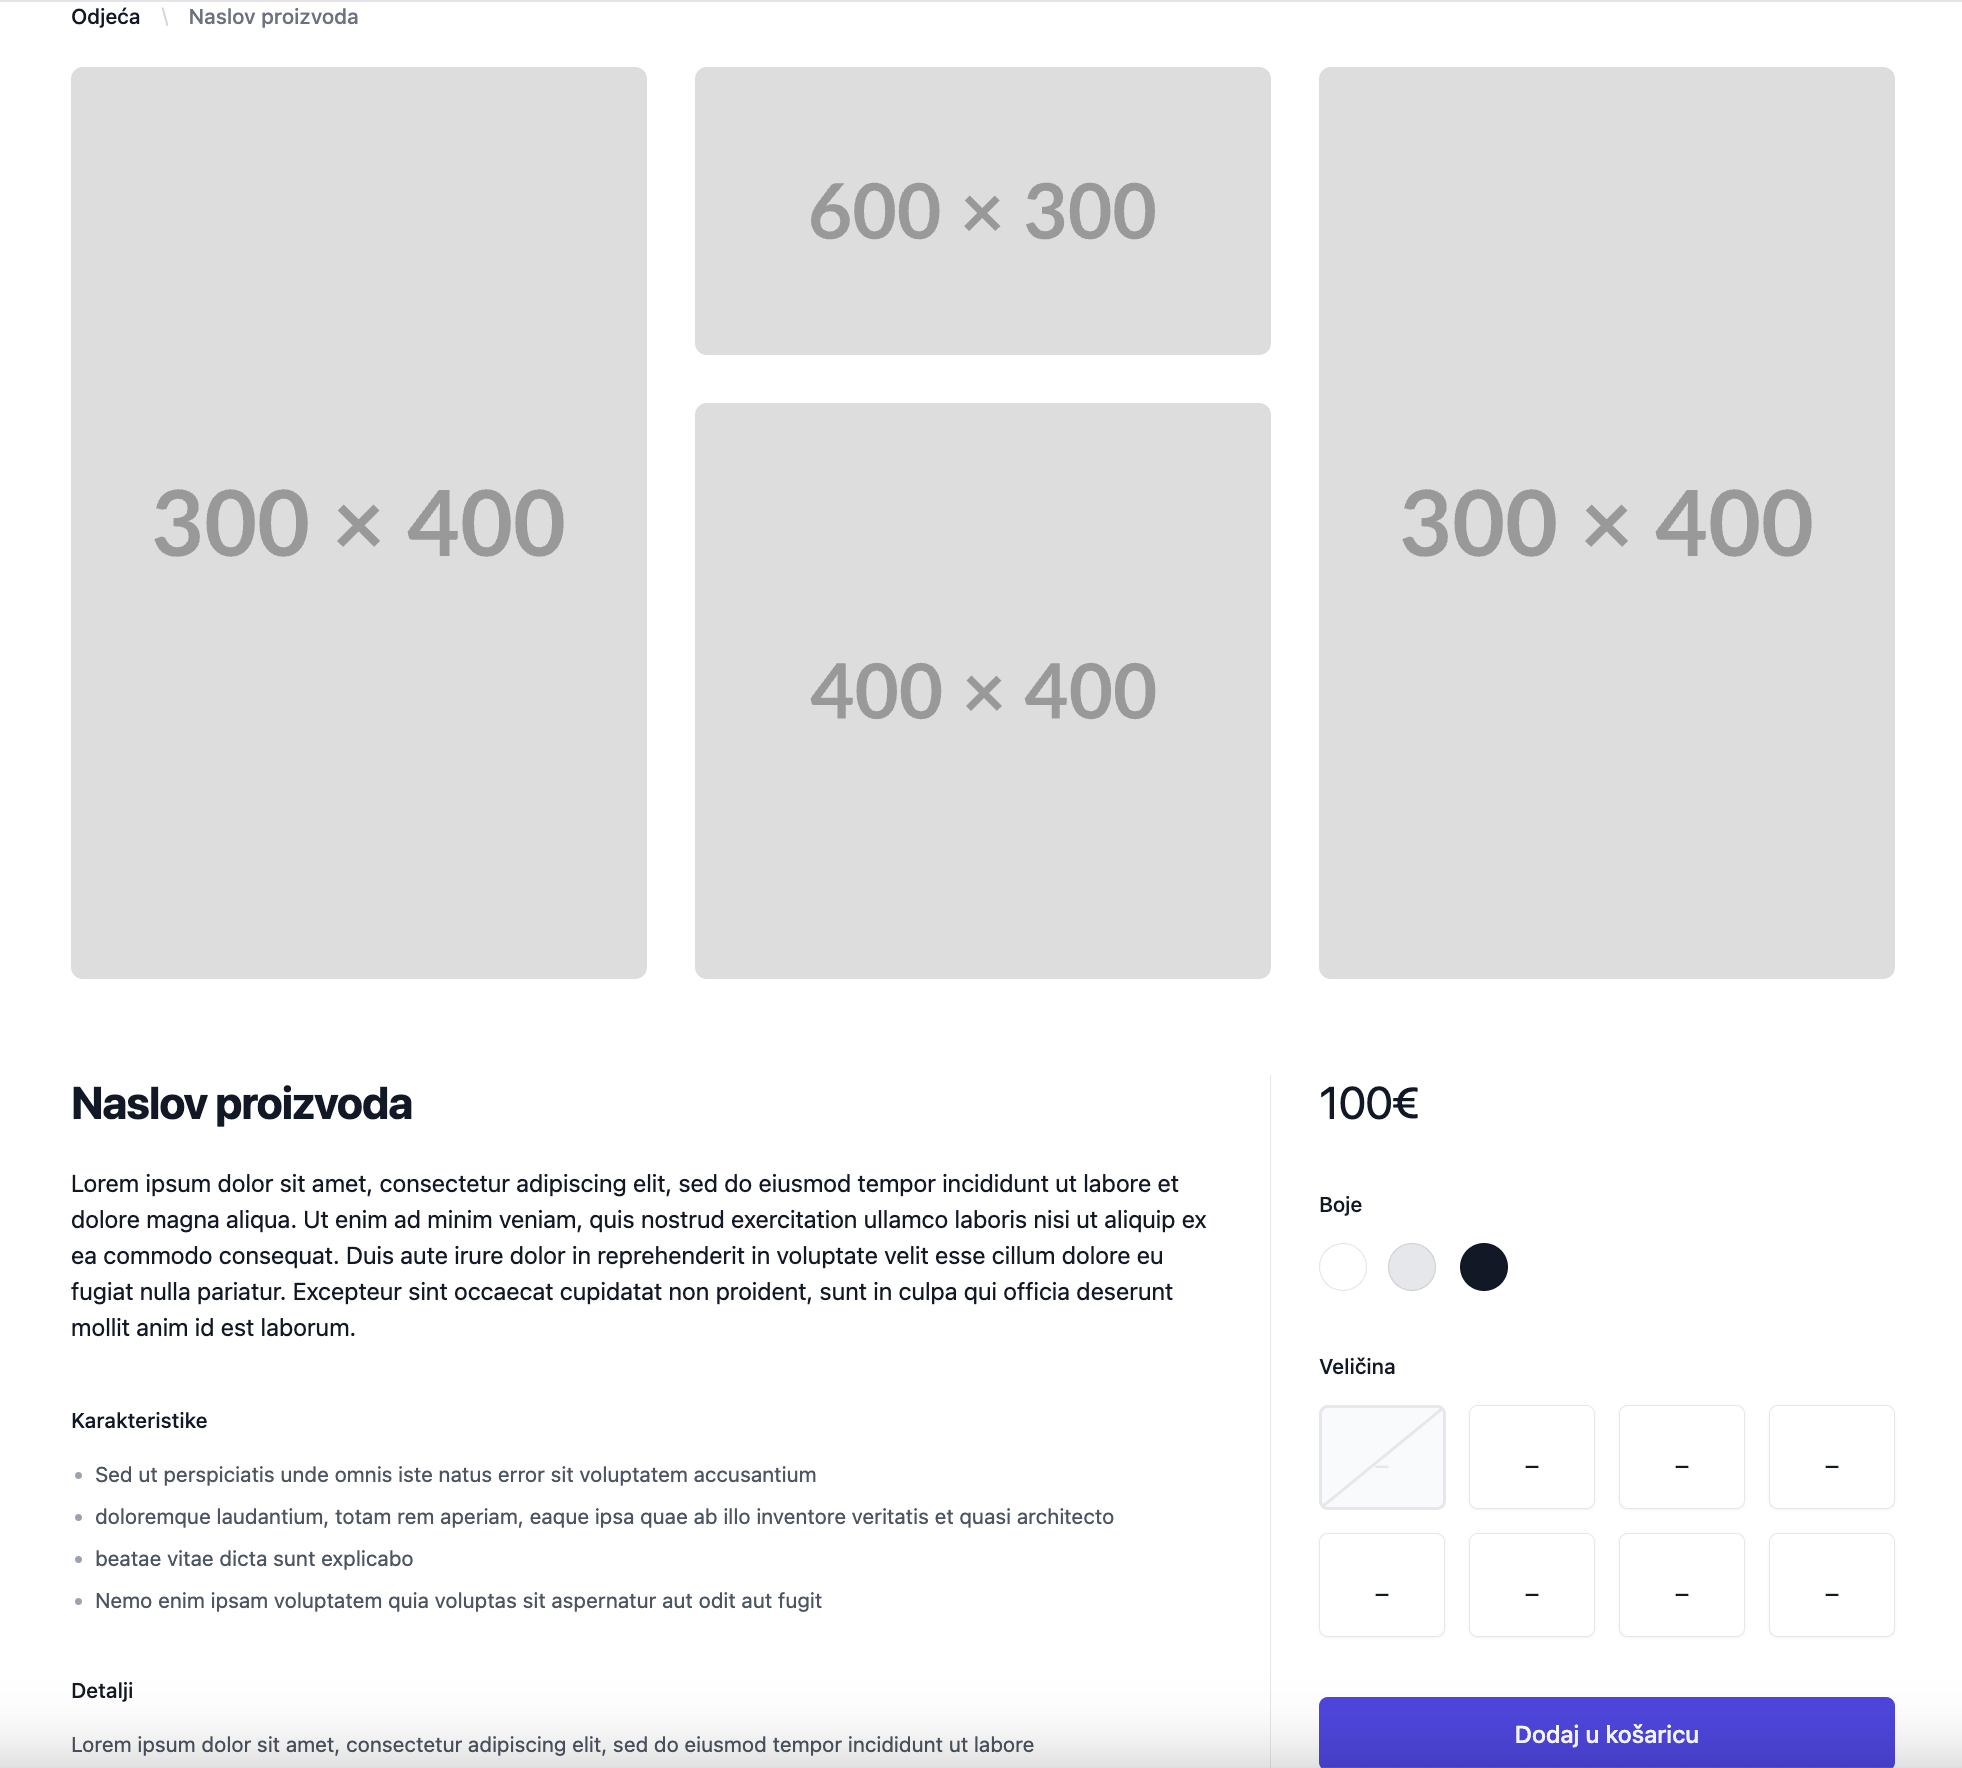 Odjeća \ Naslov proizvoda
300 × 400
600 × 300
400 × 400
300 × 400
Naslov proizvoda
Lorem ipsum dolor sit amet, consectetur adipiscing elit, sed do eiusmod tempor incididunt ut labore et
dolore magna aliqua. Ut enim ad minim veniam, quis nostrud exercitation ullamco laboris nisi ut aliquip ex
ea commodo consequat. Duis aute irure dolor in reprehenderit in voluptate velit esse cillum dolore eu
fugiat nulla pariatur. Excepteur sint occaecat cupidatat non proident, sunt in culpa qui officia deserunt
mollit anim id est laborum.
Karakteristike
• Sed ut perspiciatis unde omnis iste natus error sit voluptatem accusantium
• doloremque laudantium, totam rem aperiam, eaque ipsa quae ab illo inventore veritatis et quasi architecto
• beatae vitae dicta sunt explicabo
• Nemo enim ipsam voluptatem quia voluptas sit aspernatur aut odit aut fugit
Detalji
Lorem ipsum dolor sit amet, consectetur adipiscing elit, sed do eiusmod tempor incididunt ut labore
100€
Boje
Veličina
– – – –
– – – –
Dodaj u košaricu